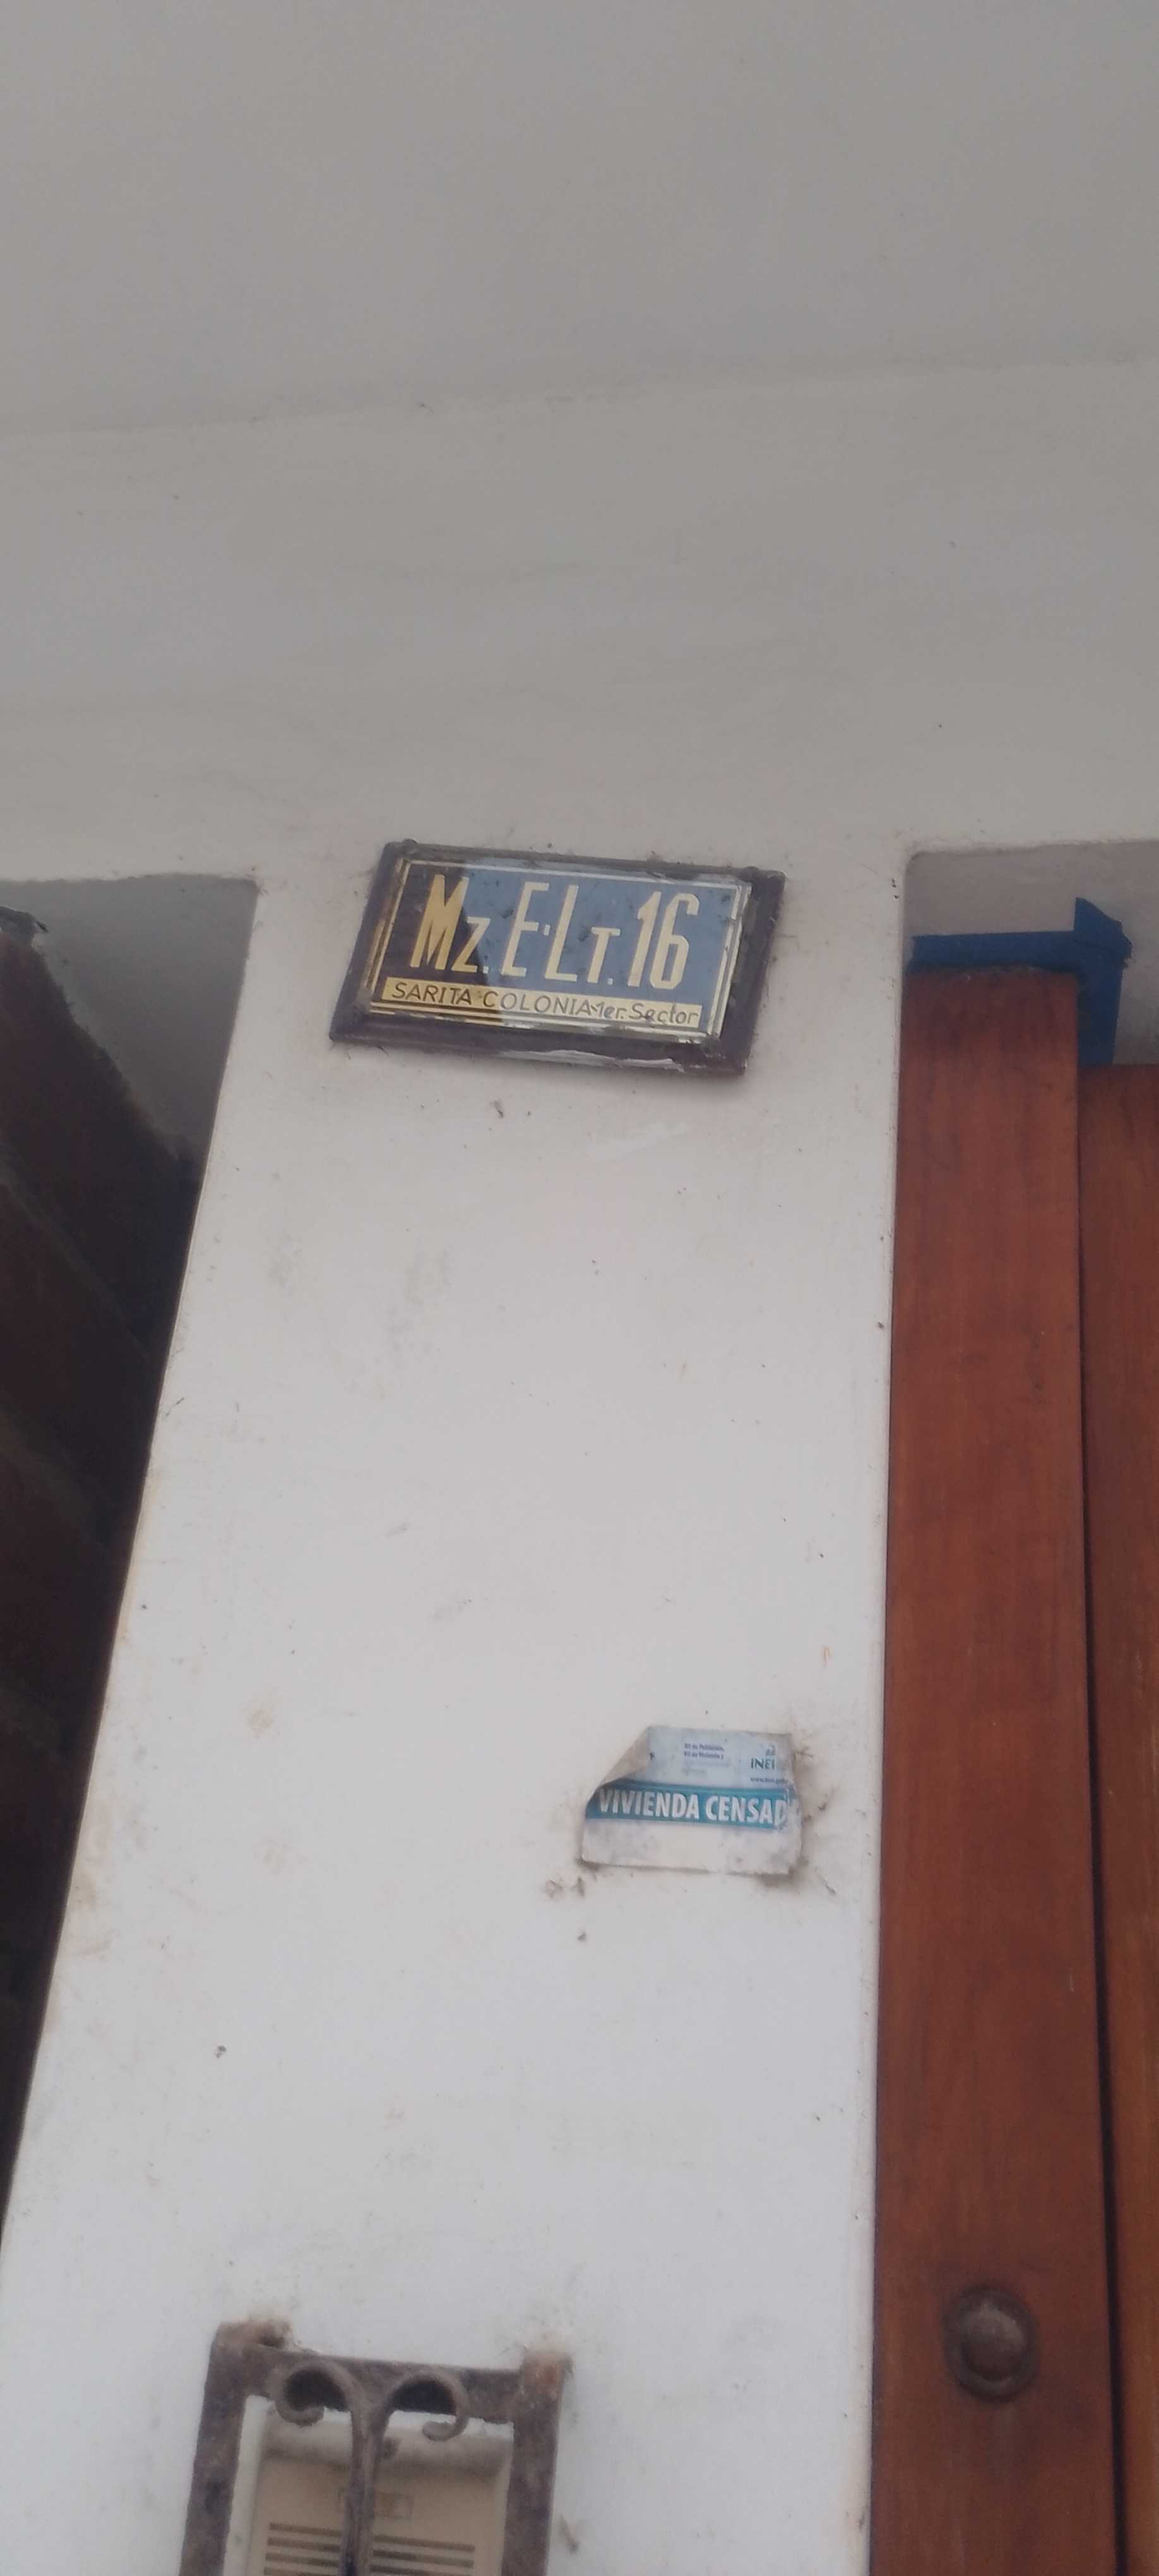 Mz.E·LT.16
SARITA COLONIA-1er. Sector
INEI
VIVIENDA CENSAD